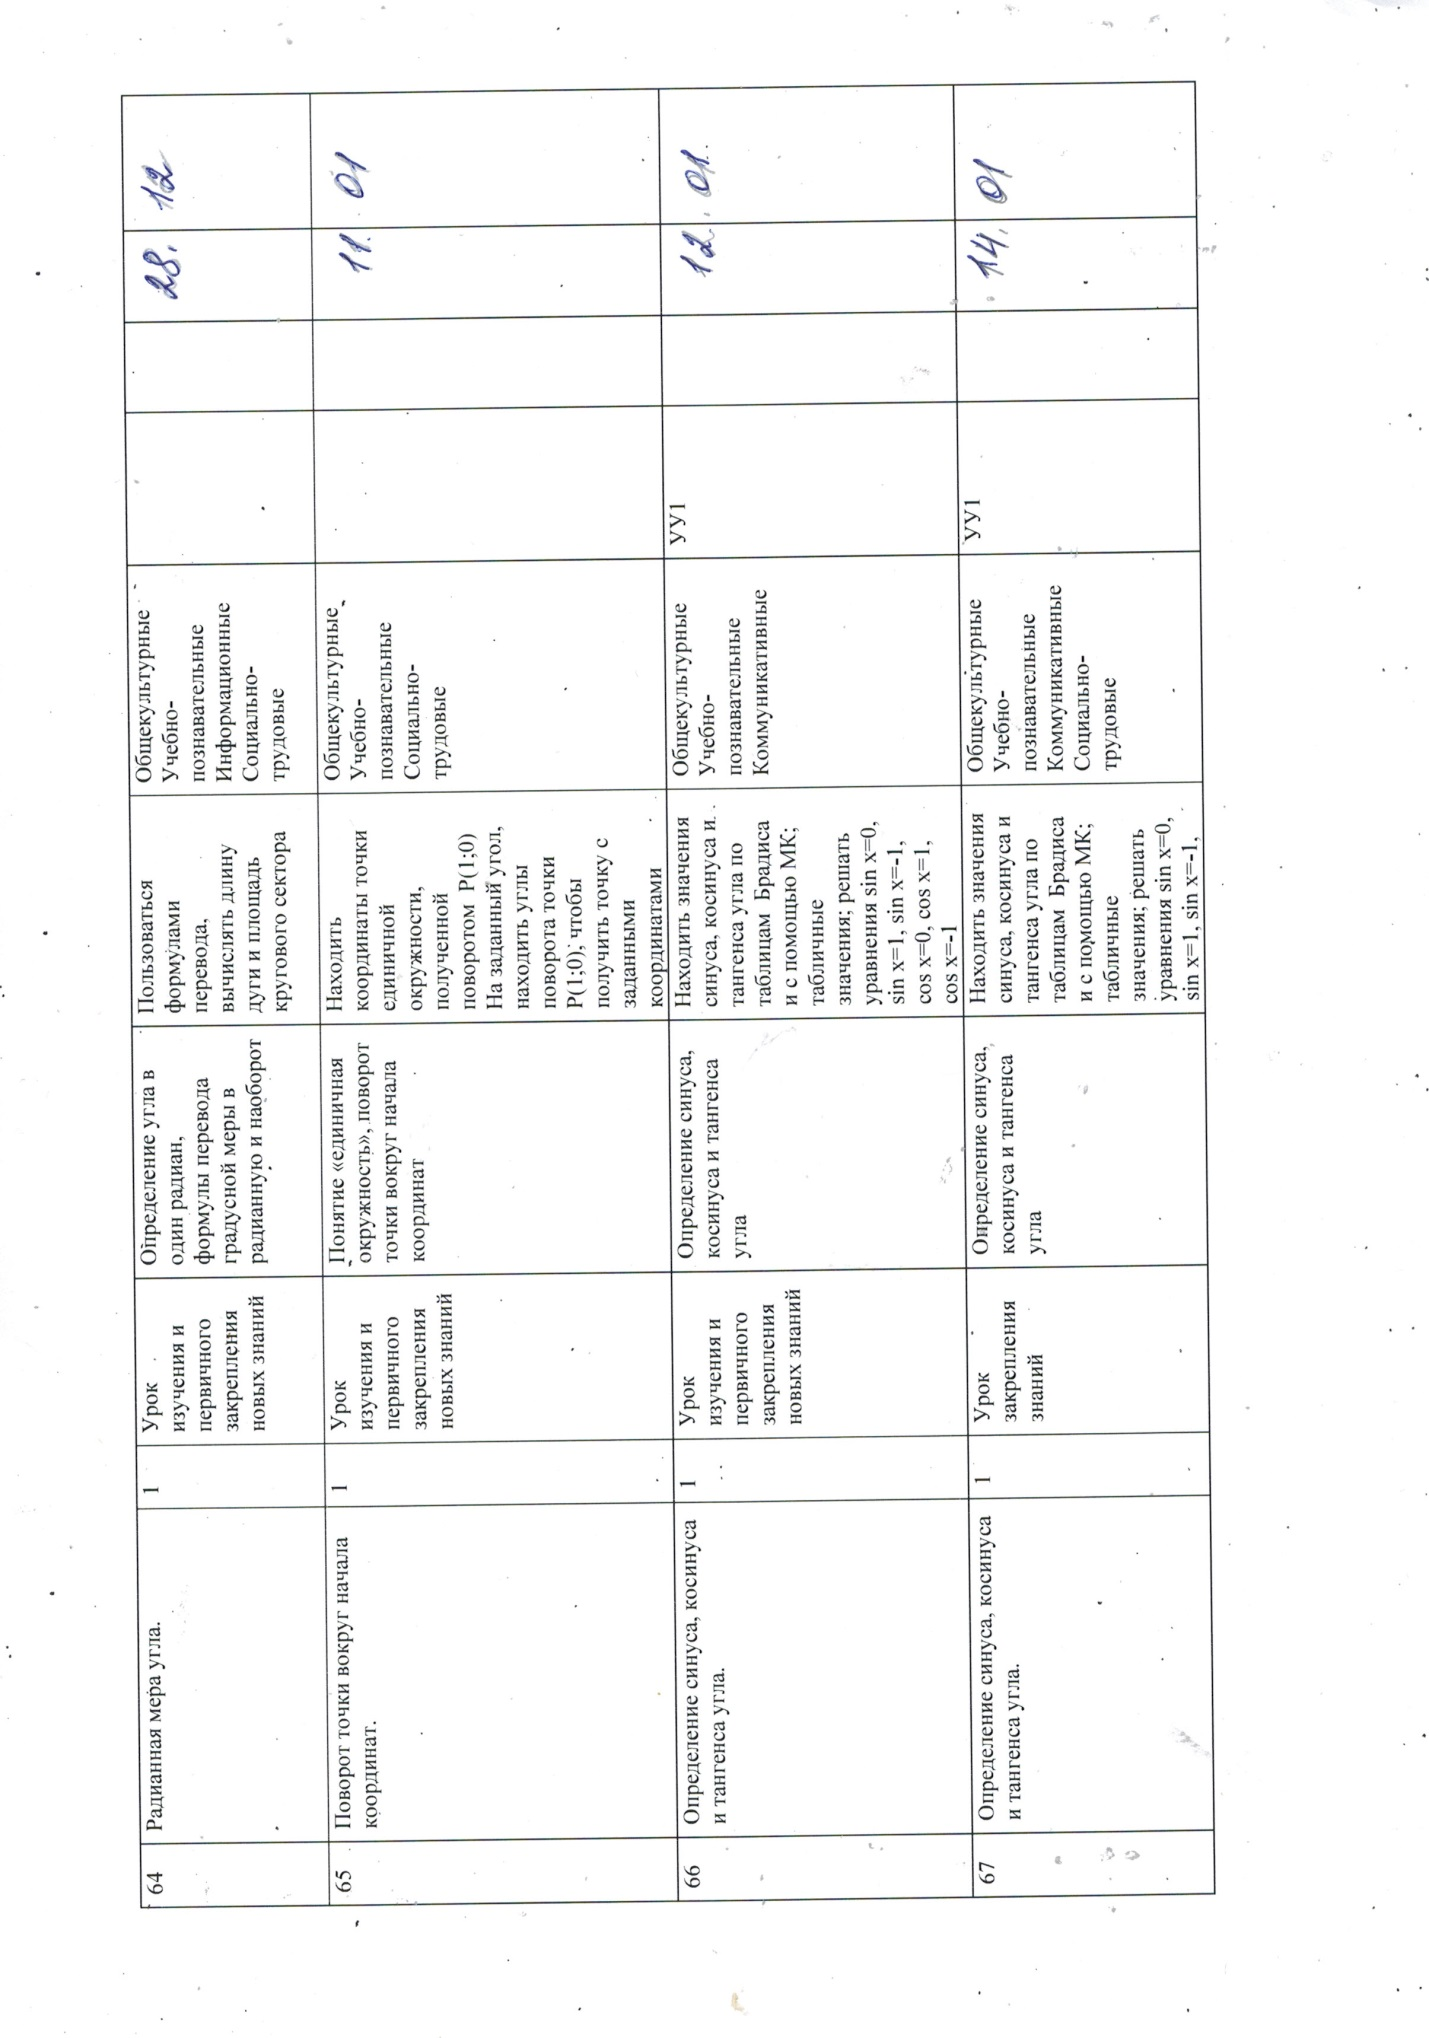 64
Радианная мера угла.
1
Урок
изучения и
первичного
закрепления
новых знаний
Определение угла в
один радиан,
формулы перевода
градусной меры в
радианную и наоборот
Пользоваться
формулами
перевода,
вычислять длину
дуги и площадь
кругового сектора
Общекультурные
Учебно-
познавательные
Информационные
Социально-
трудовые
28. 12
65
Поворот точки вокруг начала
координат.
1
Урок
изучения и
первичного
закрепления
новых знаний
Понятие «единичная
окружность», поворот
точки вокруг начала
координат
Находить
координаты точки
единичной
окружности,
полученной
поворотом Р(1;0)
На заданный угол,
находить углы
поворота точки
Р(1;0), чтобы
получить точку с
заданными
координатами
Общекультурные
Учебно-
познавательные
Социально-
трудовые
11. 01
66
Определение синуса, косинуса
и тангенса угла.
1
Урок
изучения и
первичного
закрепления
новых знаний
Определение синуса,
косинуса и тангенса
угла
Находить значения
синуса, косинуса и
тангенса угла по
таблицам Брадиса
и с помощью МК;
табличные
значения; решать
уравнения sin x=0,
sin x=1, sin x=-1,
cos x=0, cos x=1,
cos x=-1
Общекультурные
Учебно-
познавательные
Коммуникативные
УУ1
12. 01.
67
Определение синуса, косинуса
и тангенса угла.
1
Урок
закрепления
знаний
Определение синуса,
косинуса и тангенса
угла
Находить значения
синуса, косинуса и
тангенса угла по
таблицам Брадиса
и с помощью МК;
табличные
значения; решать
уравнения sin x=0,
sin x=1, sin x=-1,
Общекультурные
Учебно-
познавательные
Коммуникативные
Социально-
трудовые
УУ1
14. 01